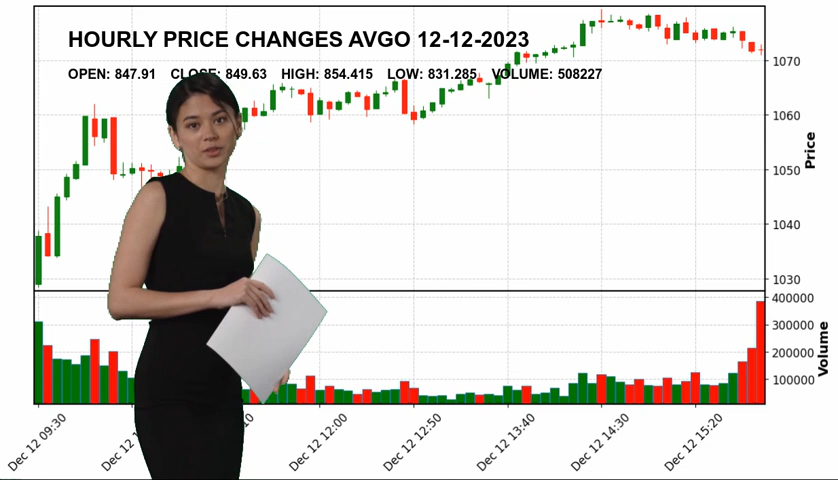 HOURLY PRICE CHANGES AVGO 12-12-2023
OPEN: 847.91 CLOSE: 849.63 HIGH: 854.415 LOW: 831.285 VOLUME: 508227
1070
1060
1050
1040
1030
Price
400000
300000
200000
100000
Volume
Dec 12 09:30
Dec 12 12:00
Dec 12 12:50
Dec 12 13:40
Dec 12 14:30
Dec 12 15:20